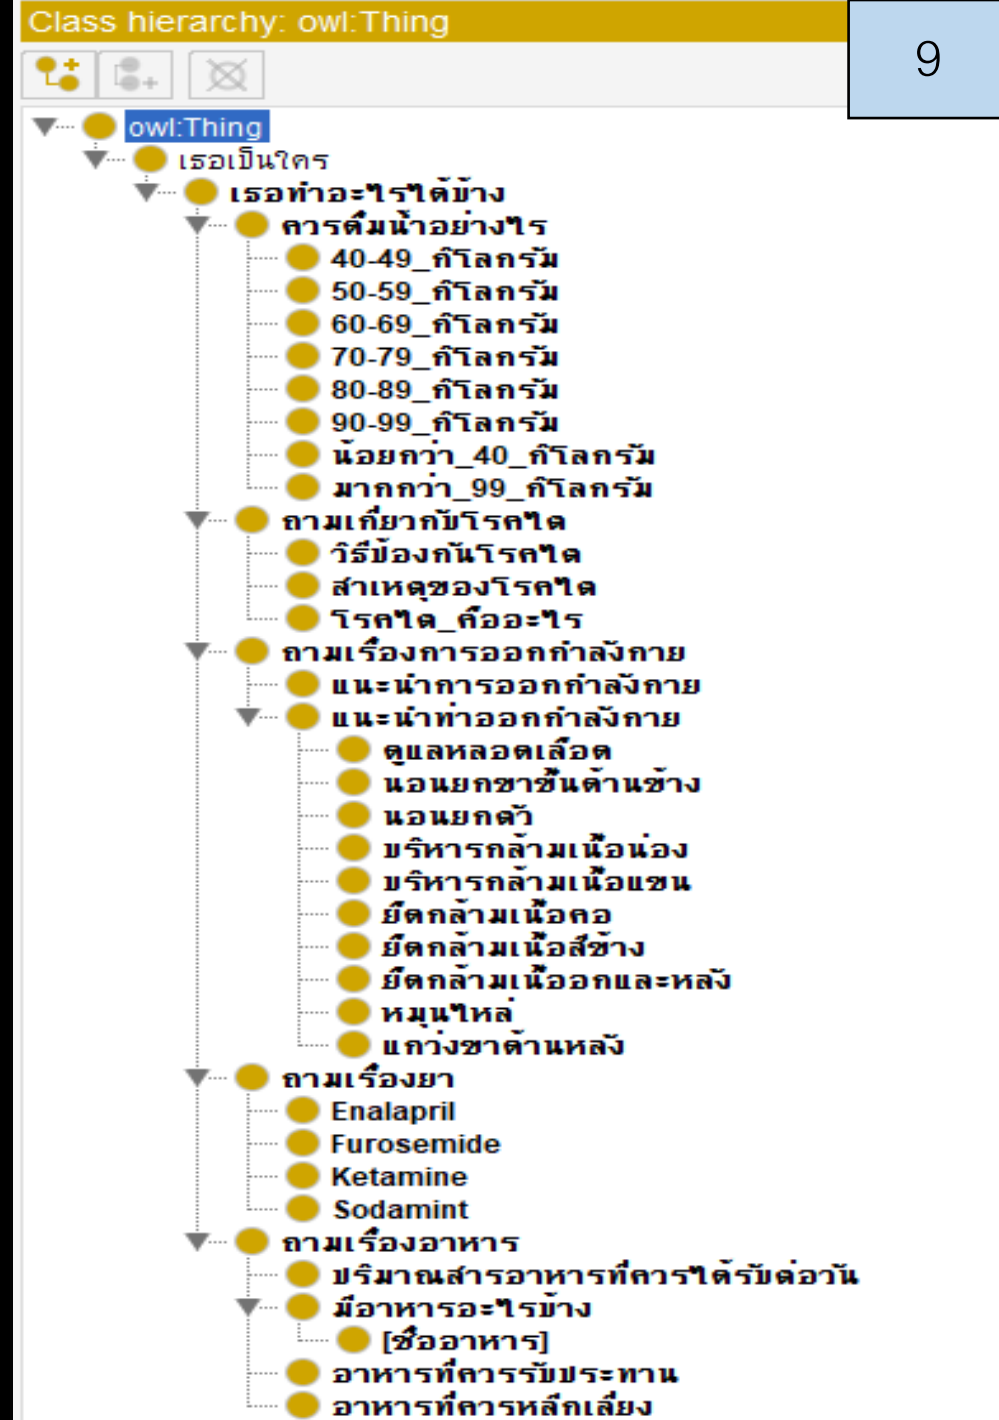 Class hierarchy: owl:Thing
9
owl:Thing
เธอเป็นใคร
เธอทำอะไรได้บ้าง
ควรดื่มน้ำอย่างไร
40-49_กิโลกรัม
50-59_กิโลกรัม
60-69_กิโลกรัม
70-79_กิโลกรัม
80-89_กิโลกรัม
90-99_กิโลกรัม
น้อยกว่า_40_กิโลกรัม
มากกว่า_99_กิโลกรัม
ถามเกี่ยวกับโรคไต
วิธีป้องกันโรคไต
สาเหตุของโรคไต
โรคไต_คืออะไร
ถามเรื่องการออกกำลังกาย
แนะนำการออกกำลังกาย
แนะนำท่าออกกำลังกาย
ดูแลหลอดเลือด
นอนยกขาขึ้นด้านข้าง
นอนยกตัว
บริหารกล้ามเนื้อน่อง
บริหารกล้ามเนื้อแขน
ยืดกล้ามเนื้อคอ
ยืดกล้ามเนื้อสีข้าง
ยืดกล้ามเนื้ออกและหลัง
หมุนไหล่
แกว่งขาด้านหลัง
ถามเรื่องยา
Enalapril
Furosemide
Ketamine
Sodamint
ถามเรื่องอาหาร
ปริมาณสารอาหารที่ควรได้รับต่อวัน
มีอาหารอะไรบ้าง
[ชื่ออาหาร]
อาหารที่ควรรับประทาน
อาหารที่ควรหลีกเลี่ยง